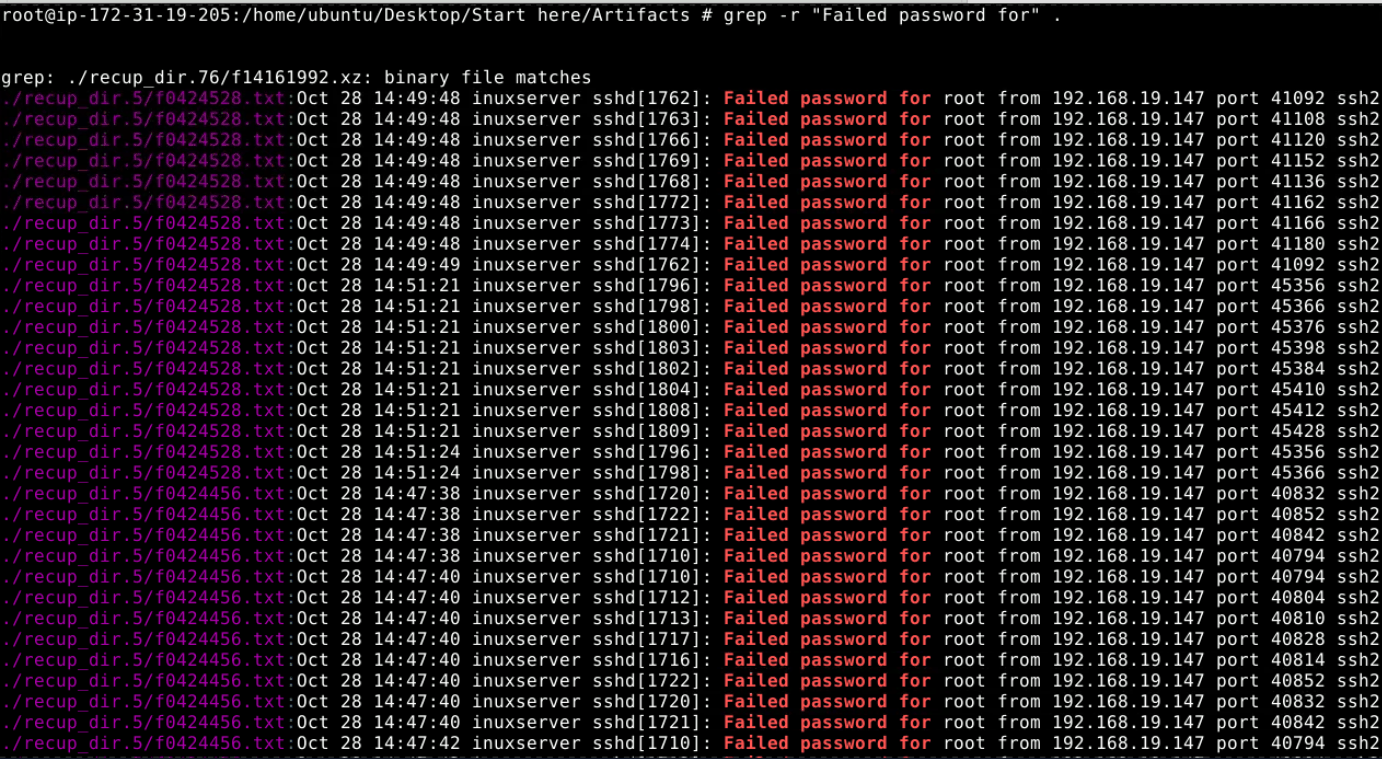 root@ip-172-31-19-205:/home/ubuntu/Desktop/Start here/Artifacts # grep -r "Failed password for" .
grep: ./recup_dir.76/f14161992.xz: binary file matches
./recup_dir.5/f0424528.txt:Oct 28 14:49:48 inuxserver sshd[1762]: Failed password for root from 192.168.19.147 port 41092 ssh2
./recup_dir.5/f0424528.txt:Oct 28 14:49:48 inuxserver sshd[1763]: Failed password for root from 192.168.19.147 port 41108 ssh2
./recup_dir.5/f0424528.txt:Oct 28 14:49:48 inuxserver sshd[1766]: Failed password for root from 192.168.19.147 port 41120 ssh2
./recup_dir.5/f0424528.txt:Oct 28 14:49:48 inuxserver sshd[1769]: Failed password for root from 192.168.19.147 port 41152 ssh2
./recup_dir.5/f0424528.txt:Oct 28 14:49:48 inuxserver sshd[1768]: Failed password for root from 192.168.19.147 port 41136 ssh2
./recup_dir.5/f0424528.txt:Oct 28 14:49:48 inuxserver sshd[1772]: Failed password for root from 192.168.19.147 port 41162 ssh2
./recup_dir.5/f0424528.txt:Oct 28 14:49:48 inuxserver sshd[1773]: Failed password for root from 192.168.19.147 port 41166 ssh2
./recup_dir.5/f0424528.txt:Oct 28 14:49:48 inuxserver sshd[1774]: Failed password for root from 192.168.19.147 port 41180 ssh2
./recup_dir.5/f0424528.txt:Oct 28 14:49:49 inuxserver sshd[1762]: Failed password for root from 192.168.19.147 port 41092 ssh2
./recup_dir.5/f0424528.txt:Oct 28 14:51:21 inuxserver sshd[1796]: Failed password for root from 192.168.19.147 port 45356 ssh2
./recup_dir.5/f0424528.txt:Oct 28 14:51:21 inuxserver sshd[1798]: Failed password for root from 192.168.19.147 port 45366 ssh2
./recup_dir.5/f0424528.txt:Oct 28 14:51:21 inuxserver sshd[1800]: Failed password for root from 192.168.19.147 port 45376 ssh2
./recup_dir.5/f0424528.txt:Oct 28 14:51:21 inuxserver sshd[1803]: Failed password for root from 192.168.19.147 port 45398 ssh2
./recup_dir.5/f0424528.txt:Oct 28 14:51:21 inuxserver sshd[1802]: Failed password for root from 192.168.19.147 port 45384 ssh2
./recup_dir.5/f0424528.txt:Oct 28 14:51:21 inuxserver sshd[1804]: Failed password for root from 192.168.19.147 port 45410 ssh2
./recup_dir.5/f0424528.txt:Oct 28 14:51:21 inuxserver sshd[1808]: Failed password for root from 192.168.19.147 port 45412 ssh2
./recup_dir.5/f0424528.txt:Oct 28 14:51:21 inuxserver sshd[1809]: Failed password for root from 192.168.19.147 port 45428 ssh2
./recup_dir.5/f0424528.txt:Oct 28 14:51:24 inuxserver sshd[1796]: Failed password for root from 192.168.19.147 port 45356 ssh2
./recup_dir.5/f0424528.txt:Oct 28 14:51:24 inuxserver sshd[1798]: Failed password for root from 192.168.19.147 port 45366 ssh2
./recup_dir.5/f0424456.txt:Oct 28 14:47:38 inuxserver sshd[1720]: Failed password for root from 192.168.19.147 port 40832 ssh2
./recup_dir.5/f0424456.txt:Oct 28 14:47:38 inuxserver sshd[1722]: Failed password for root from 192.168.19.147 port 40852 ssh2
./recup_dir.5/f0424456.txt:Oct 28 14:47:38 inuxserver sshd[1721]: Failed password for root from 192.168.19.147 port 40842 ssh2
./recup_dir.5/f0424456.txt:Oct 28 14:47:38 inuxserver sshd[1710]: Failed password for root from 192.168.19.147 port 40794 ssh2
./recup_dir.5/f0424456.txt:Oct 28 14:47:40 inuxserver sshd[1710]: Failed password for root from 192.168.19.147 port 40794 ssh2
./recup_dir.5/f0424456.txt:Oct 28 14:47:40 inuxserver sshd[1712]: Failed password for root from 192.168.19.147 port 40804 ssh2
./recup_dir.5/f0424456.txt:Oct 28 14:47:40 inuxserver sshd[1713]: Failed password for root from 192.168.19.147 port 40810 ssh2
./recup_dir.5/f0424456.txt:Oct 28 14:47:40 inuxserver sshd[1717]: Failed password for root from 192.168.19.147 port 40828 ssh2
./recup_dir.5/f0424456.txt:Oct 28 14:47:40 inuxserver sshd[1716]: Failed password for root from 192.168.19.147 port 40814 ssh2
./recup_dir.5/f0424456.txt:Oct 28 14:47:40 inuxserver sshd[1722]: Failed password for root from 192.168.19.147 port 40852 ssh2
./recup_dir.5/f0424456.txt:Oct 28 14:47:40 inuxserver sshd[1720]: Failed password for root from 192.168.19.147 port 40832 ssh2
./recup_dir.5/f0424456.txt:Oct 28 14:47:40 inuxserver sshd[1721]: Failed password for root from 192.168.19.147 port 40842 ssh2
./recup_dir.5/f0424456.txt:Oct 28 14:47:42 inuxserver sshd[1710]: Failed password for root from 192.168.19.147 port 40794 ssh2